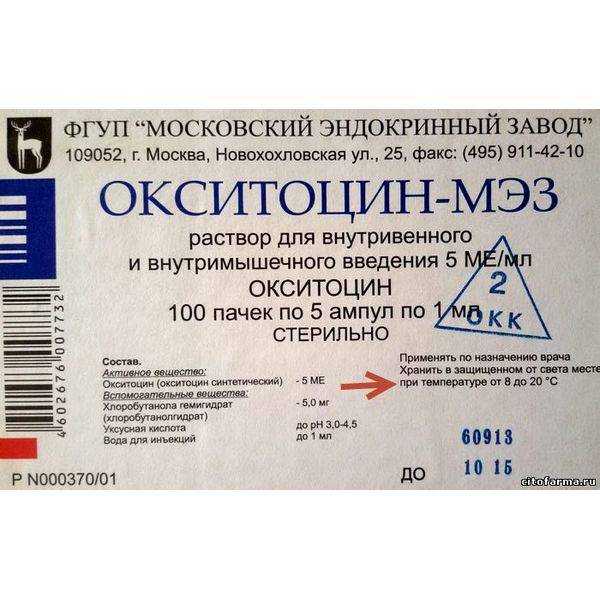 ФГУП "МОСКОВСКИЙ ЭНДОКРИННЫЙ ЗАВОД"
109052, г. Москва, Новохохловская ул., 25, факс: (495) 911-42-10
ОКСИТОЦИН-МЭЗ
раствор для внутривенного
и внутримышечного введения 5 МЕ/мл
ОКСИТОЦИН
100 пачек по 5 ампул по 1 мл
СТЕРИЛЬНО
2
ОКК
4602676007732
Состав.
Активное вещество:
Окситоцин (окситоцин синтетический) - 5 МЕ
Вспомогательные вещества:
Хлоробутанола гемигидрат - 5,0 мг
(хлоробутанолгидрат)
Уксусная кислота до pH 3,0-4,5
Вода для инъекций до 1 мл
Применять по назначению врача
Хранить в защищенном от света месте
при температуре от 8 до 20 °С
60913
ДО 10 15
Р N000370/01
citofarma.ru